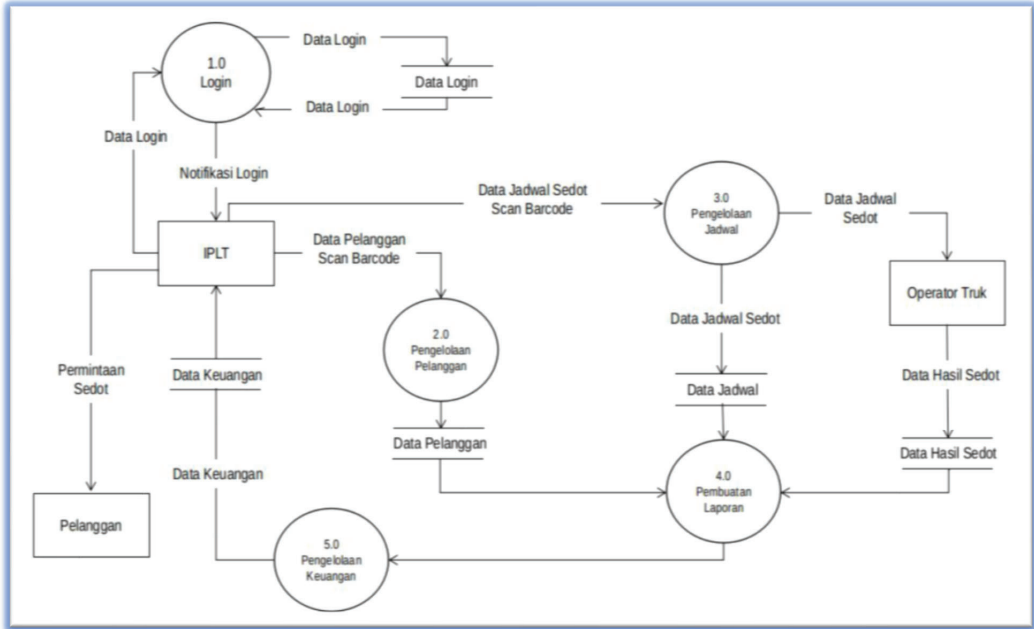 Data Login
1.0
Login
Data Login
Data Login
Data Login
Notifikasi Login
Data Jadwal Sedot
Scan Barcode
3.0
Pengelolaan
Jadwal
Data Jadwal
Sedot
IPLT
Data Pelanggan
Scan Barcode
Operator Truk
Data Jadwal Sedot
2.0
Pengelolaan
Pelanggan
Permintaan
Sedot
Data Keuangan
Data Hasil Sedot
Data Jadwal
Data Pelanggan
Data Hasil Sedot
Data Keuangan
4.0
Pembuatan
Laporan
Pelanggan
5.0
Pengelolaan
Keuangan